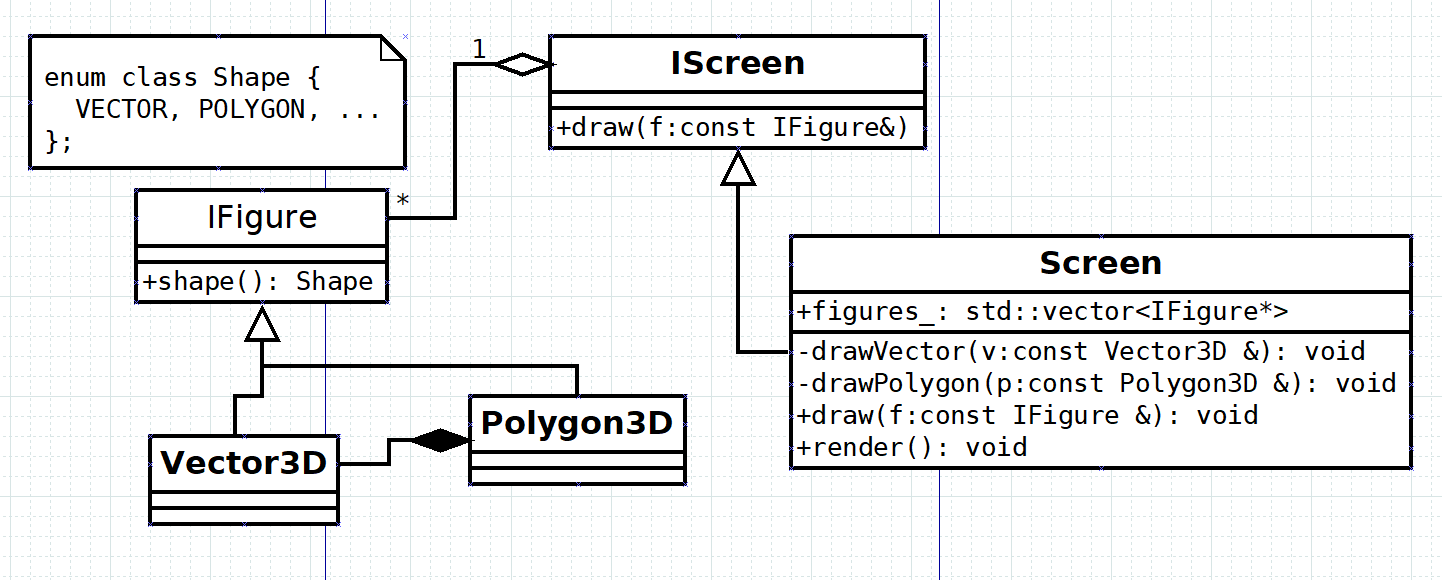 enum class Shape {
VECTOR, POLYGON, ...
};
1
IScreen
+draw(f:const IFigure&)
*
IFigure
+shape(): Shape
Screen
+figures_: std::vector<IFigure*>
-drawVector(v:const Vector3D &): void
-drawPolygon(p:const Polygon3D &): void
+draw(f:const IFigure &): void
+render(): void
Vector3D
Polygon3D